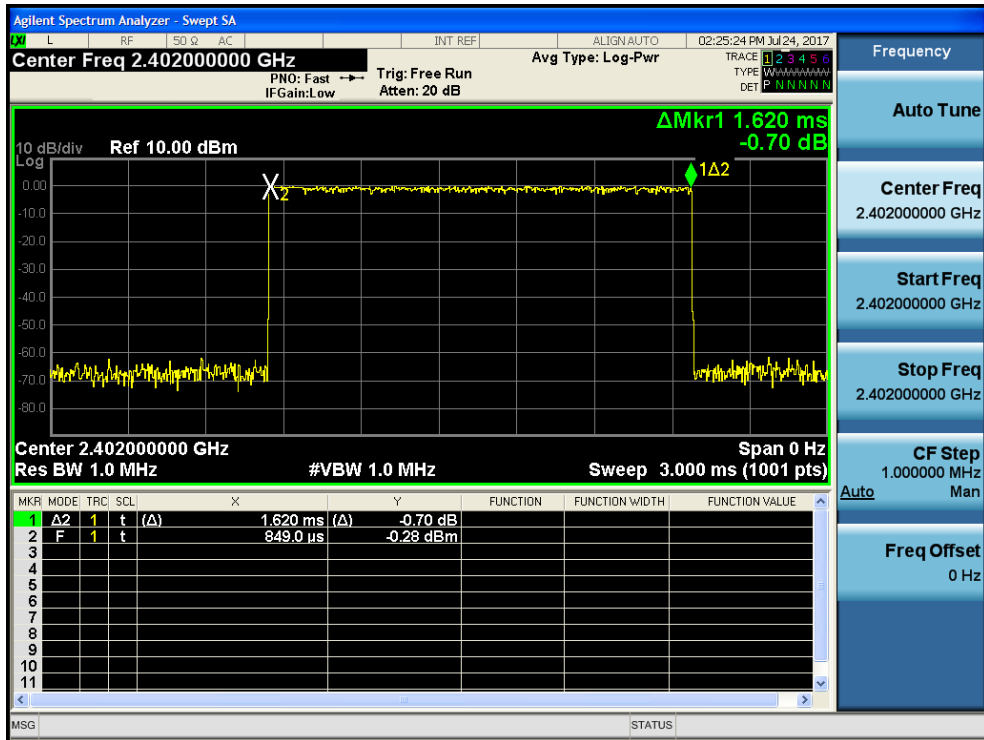 Agilent Spectrum Analyzer - Swept SA
LXI L RF 50 Ω AC INT REF ALIGN AUTO 02:25:24 PM Jul 24, 2017
Center Freq 2.402000000 GHz
PNO: Fast
IFGain:Low
Trig: Free Run
Atten: 20 dB
Avg Type: Log-Pwr
TRACE 1 2 3 4 5 6
TYPE W
DET P N N N N N
ΔMkr1 1.620 ms
-0.70 dB
10 dB/div Ref 10.00 dBm
Log
0.00
-10.0
-20.0
-30.0
-40.0
-50.0
-60.0
-70.0
-80.0
X2
1Δ2
Center 2.402000000 GHz Span 0 Hz
Res BW 1.0 MHz #VBW 1.0 MHz Sweep 3.000 ms (1001 pts)
MKR MODE TRC SCL X Y FUNCTION FUNCTION WIDTH FUNCTION VALUE
1 Δ2 1 t (Δ) 1.620 ms (Δ) -0.70 dB
2 F 1 t 849.0 µs -0.28 dBm
3
4
5
6
7
8
9
10
11
MSG STATUS
Frequency
Auto Tune
Center Freq
2.402000000 GHz
Start Freq
2.402000000 GHz
Stop Freq
2.402000000 GHz
CF Step
1.000000 MHz
Auto Man
Freq Offset
0 Hz